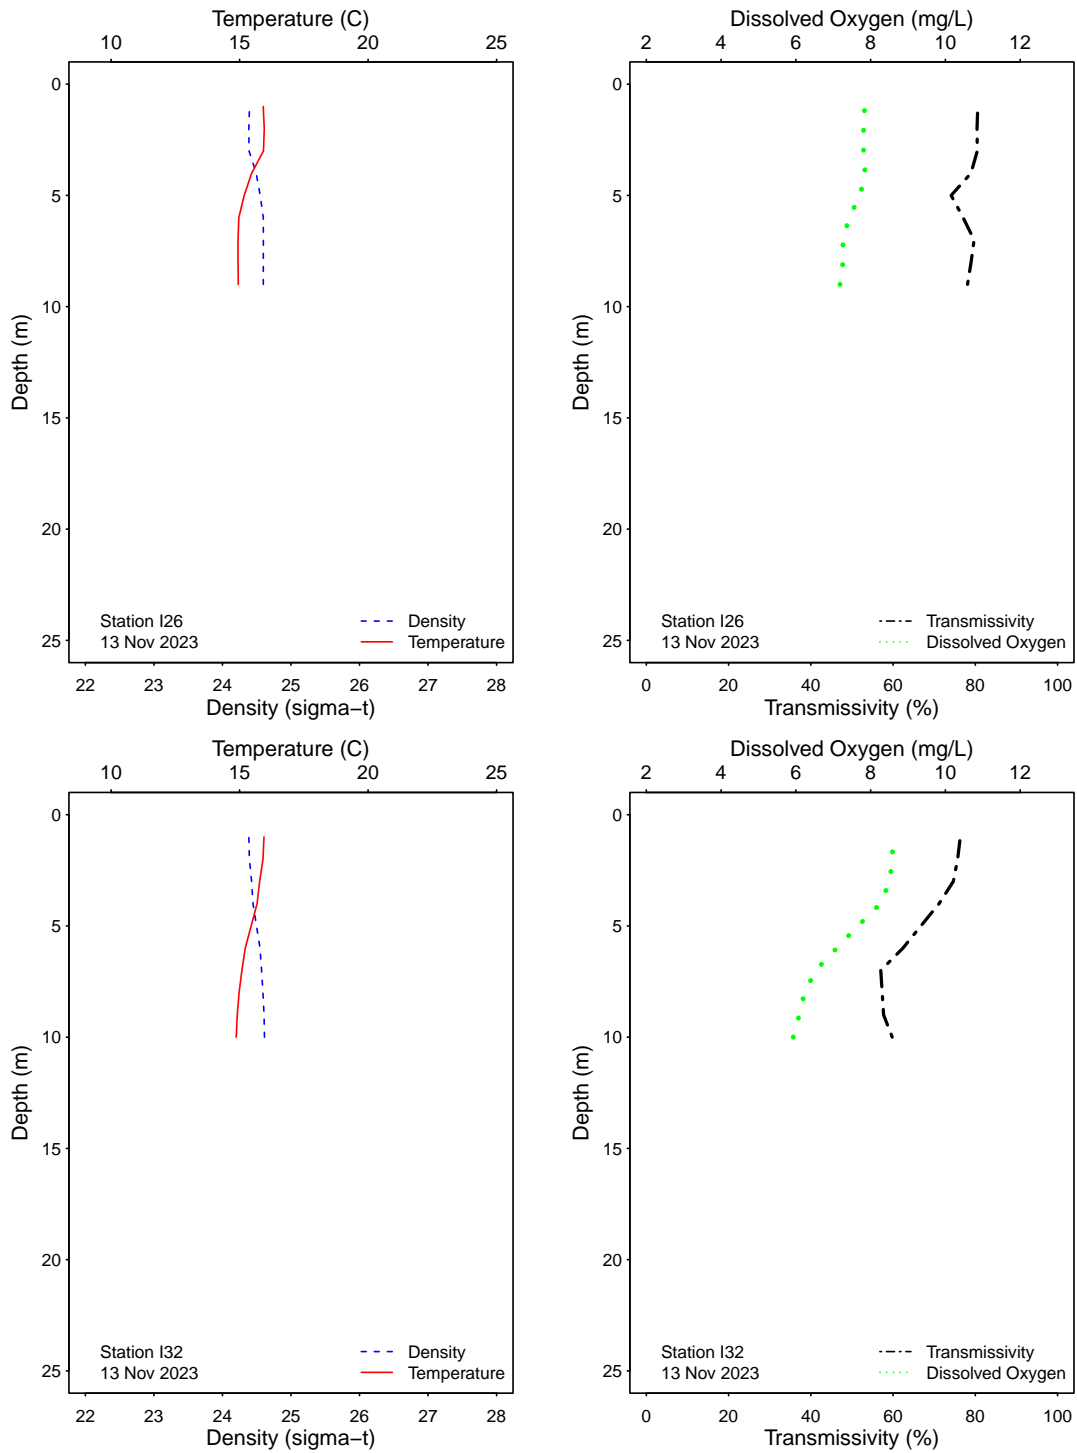 Temperature (C)
10 15 20 25
0
5
10
15
20
25
Depth (m)
Station I26
13 Nov 2023
Density
Temperature
22 23 24 25 26 27 28
Density (sigma−t)
Dissolved Oxygen (mg/L)
2 4 6 8 10 12
0
5
10
15
20
25
Depth (m)
Station I26
13 Nov 2023
Transmissivity
Dissolved Oxygen
0 20 40 60 80 100
Transmissivity (%)
Temperature (C)
10 15 20 25
0
5
10
15
20
25
Depth (m)
Station I32
13 Nov 2023
Density
Temperature
22 23 24 25 26 27 28
Density (sigma−t)
Dissolved Oxygen (mg/L)
2 4 6 8 10 12
0
5
10
15
20
25
Depth (m)
Station I32
13 Nov 2023
Transmissivity
Dissolved Oxygen
0 20 40 60 80 100
Transmissivity (%)